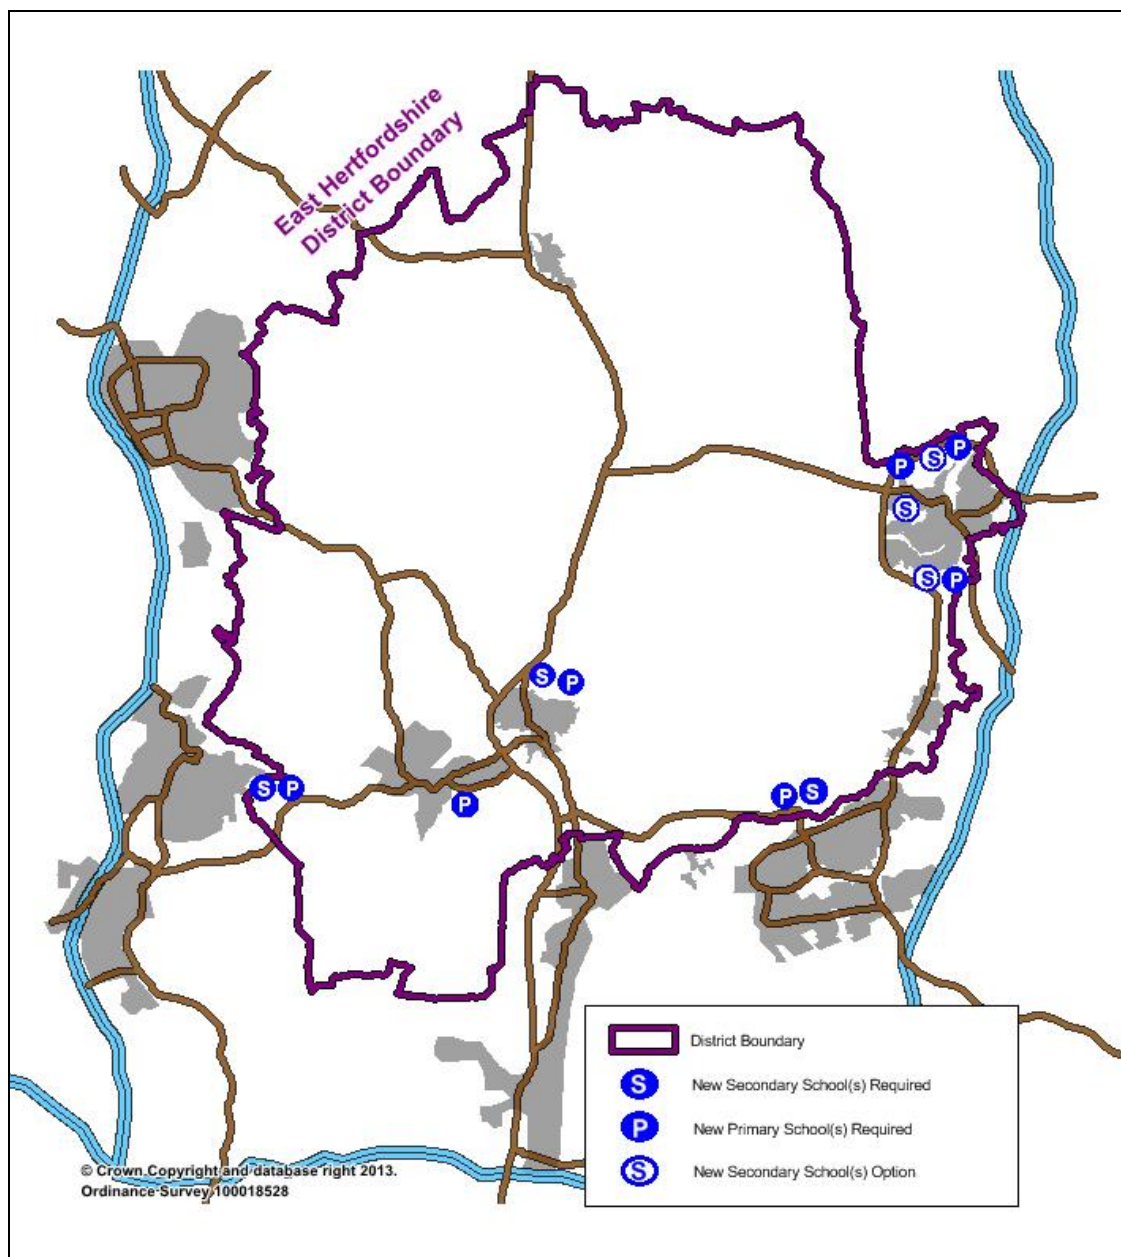 East Hertfordshire
District Boundary
P
S
P
S
S
P
S
P
S
P
P
P
S
District Boundary
S
New Secondary School(s) Required
P
New Primary School(s) Required
S
New Secondary School(s) Option
© Crown Copyright and database right 2013.
Ordinance Survey 100018528